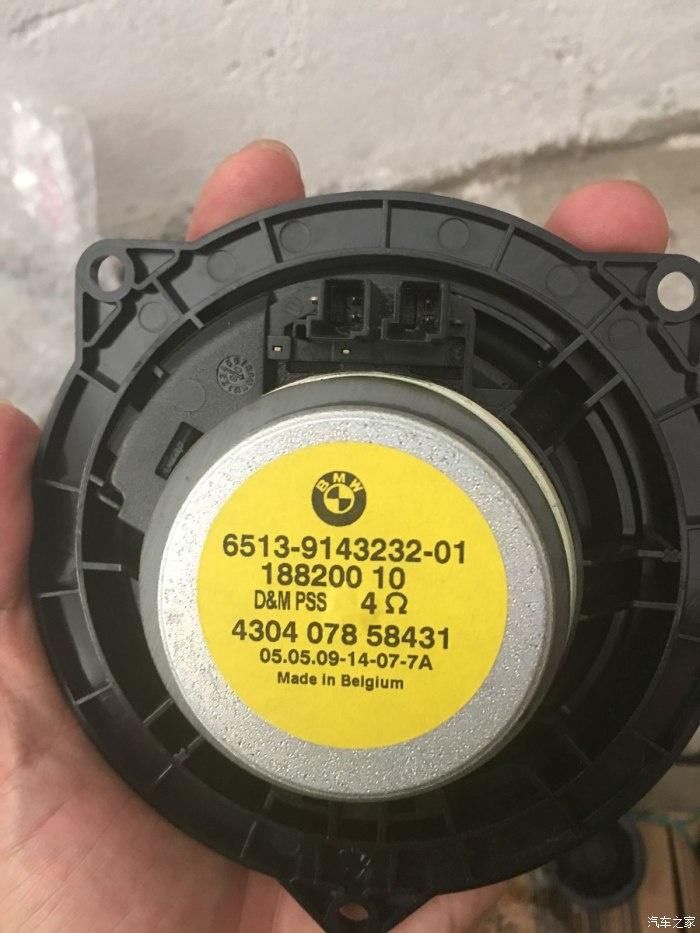 BMW
6513-9143232-01
188200 10
D&M PSS 4 Ω
4304 078 58431
05.05.09-14-07-7A
Made in Belgium
汽车之家